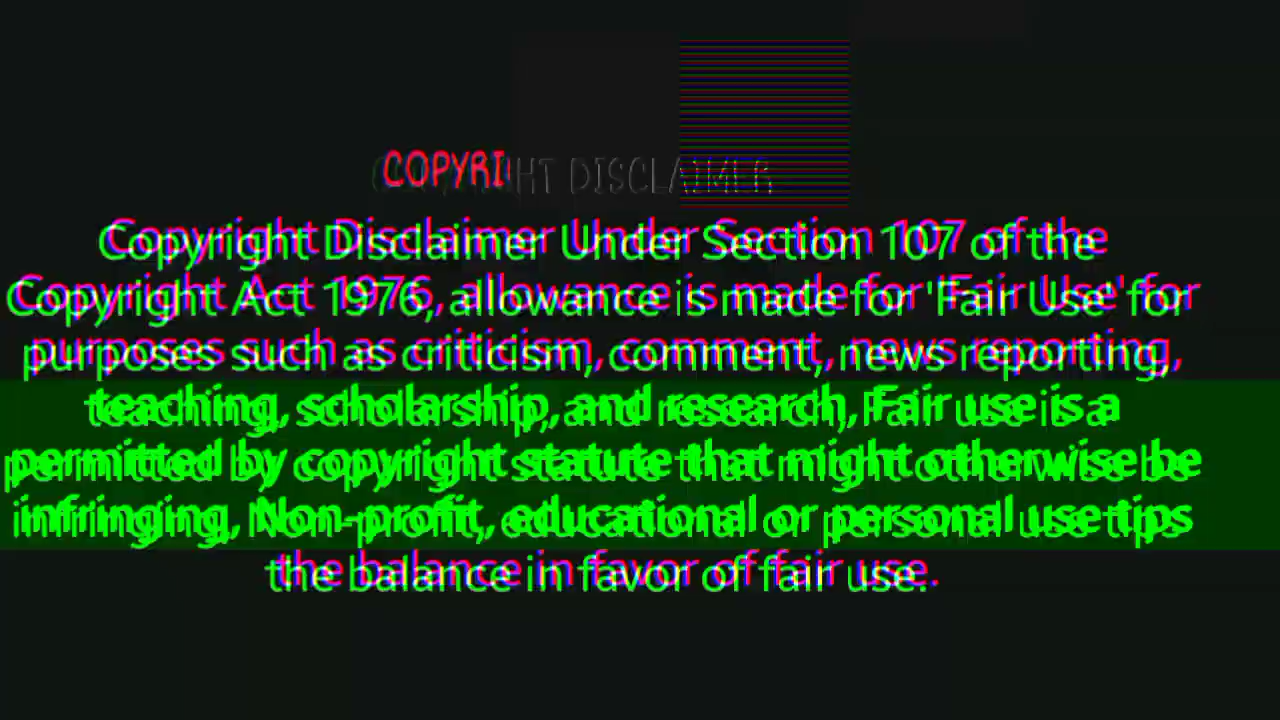 COPYRIGHT DISCLAIMER
Copyright Disclaimer Under Section 107 of the
Copyright Act 1976, allowance is made for 'Fair Use' for
purposes such as criticism, comment, news reporting,
teaching, scholarship, and research, Fair use is a
permitted by copyright statute that might otherwise be
infringing, Non-profit, educational or personal use tips
the balance in favor of fair use.